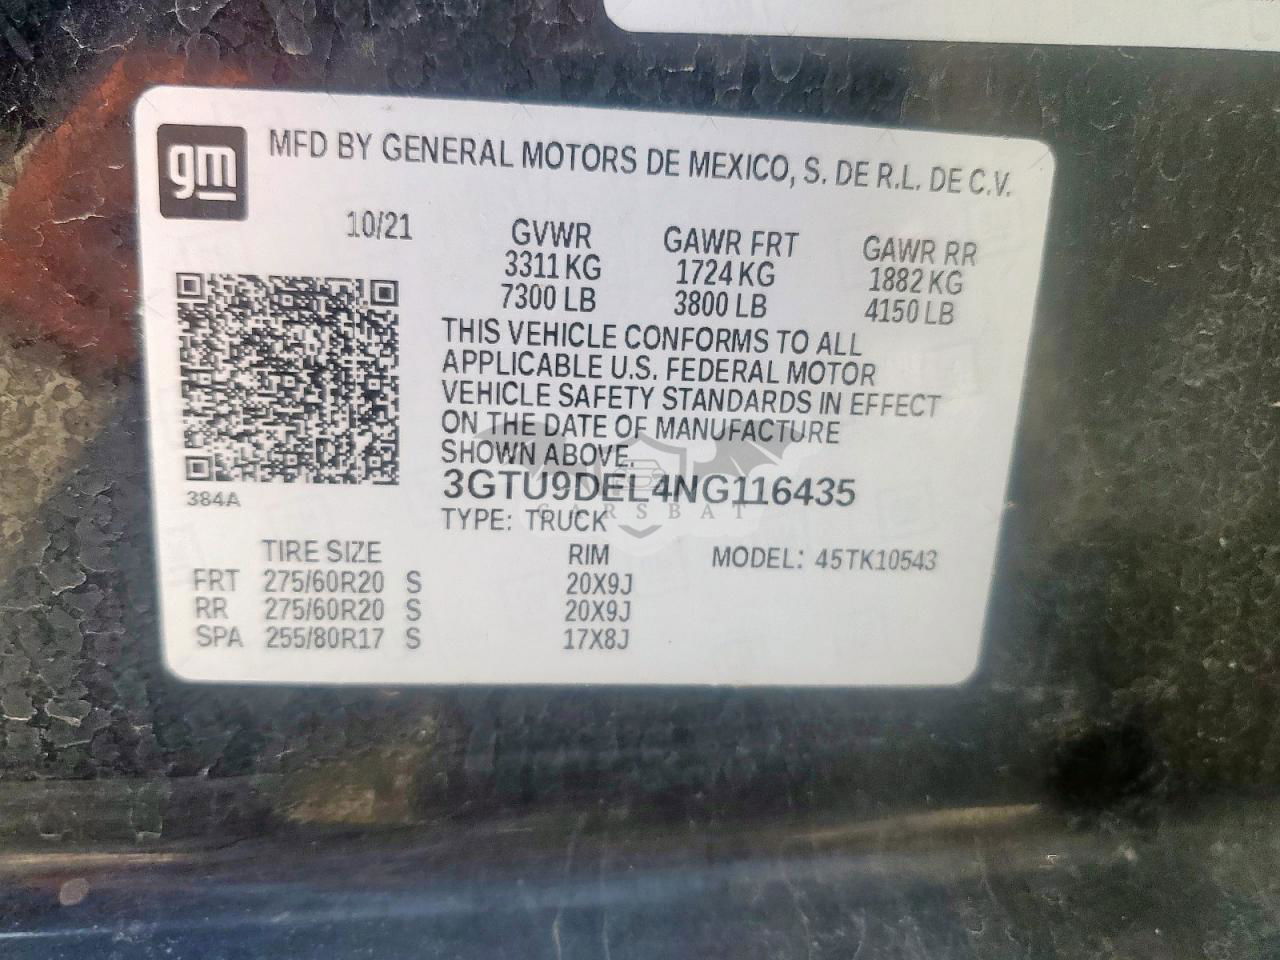 gm
MFD BY GENERAL MOTORS DE MEXICO, S. DE R.L. DE C.V.
10/21
GVWR GAWR FRT GAWR RR
3311 KG 1724 KG 1882 KG
7300 LB 3800 LB 4150 LB
THIS VEHICLE CONFORMS TO ALL
APPLICABLE U.S. FEDERAL MOTOR
VEHICLE SAFETY STANDARDS IN EFFECT
ON THE DATE OF MANUFACTURE
SHOWN ABOVE.
384A
3GTU9DEL4NG116435
CARSBAT
TYPE: TRUCK
TIRE SIZE RIM MODEL: 45TK10543
FRT 275/60R20 S 20X9J
RR 275/60R20 S 20X9J
SPA 255/80R17 S 17X8J